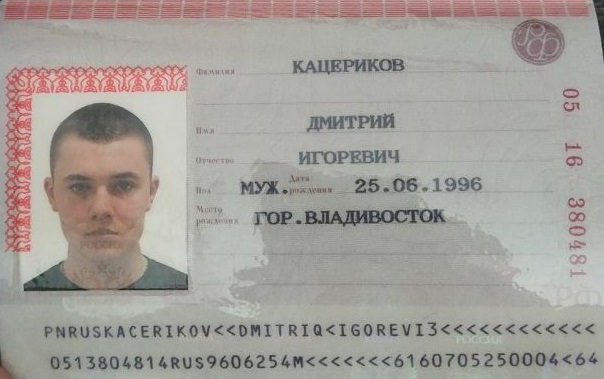 Фамилия КАЦЕРИКОВ
Имя ДМИТРИЙ
Отчество ИГОРЕВИЧ
Пол МУЖ. Дата рождения 25.06.1996
Место рождения ГОР.ВЛАДИВОСТОК
05 16 380481
РФ
РОССИЯ
PNRUSKACERIKOV<<DMITRIQ<IGOREVI3<<<<<<<<<<<<
0513804814RUS9606254M<<<<<<<6160705250004<64